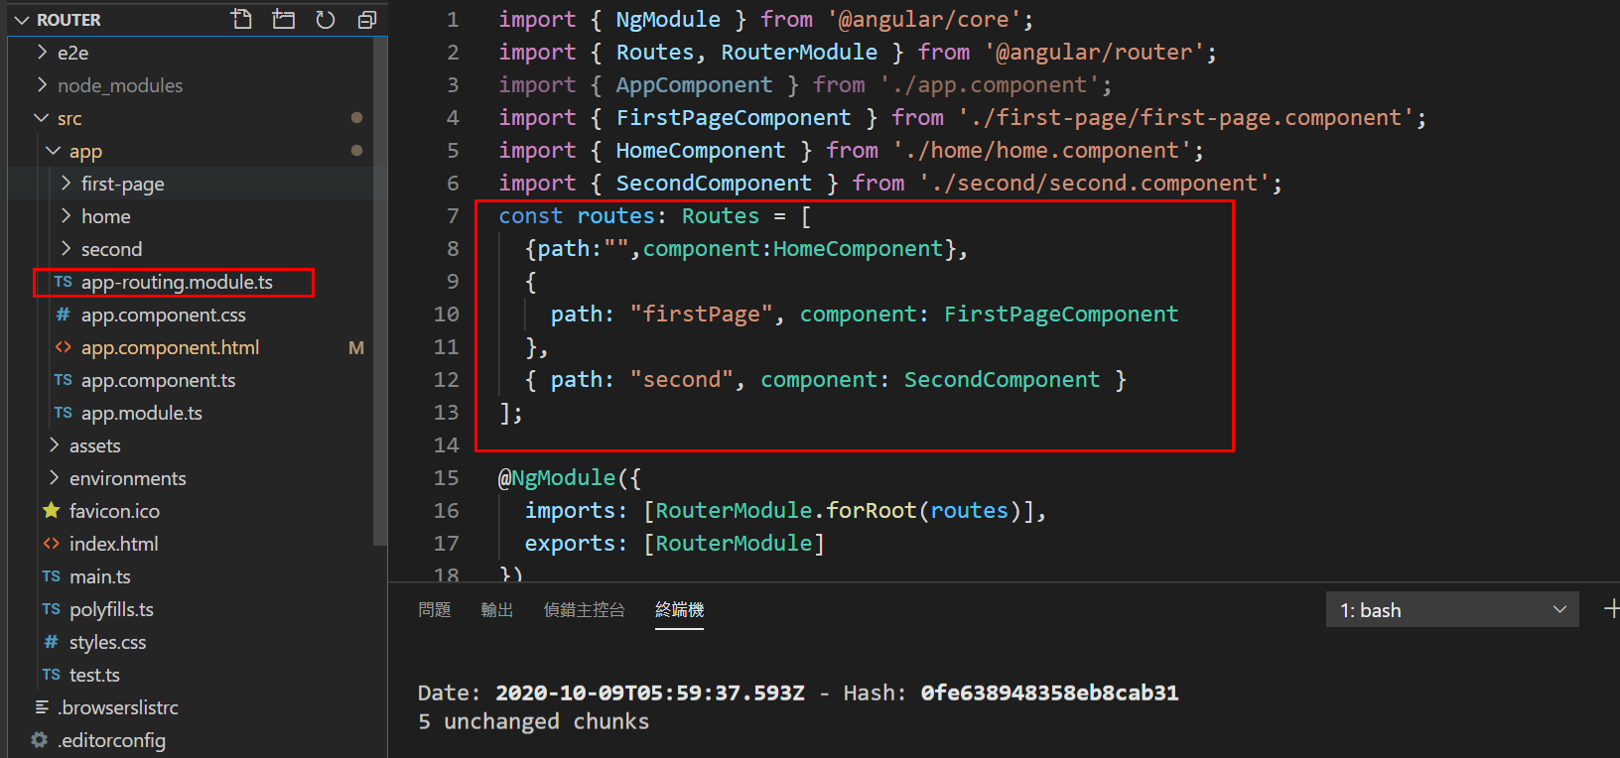 ROUTER
e2e
node_modules
src
app
first-page
home
second
TS app-routing.module.ts
# app.component.css
<> app.component.html M
TS app.component.ts
TS app.module.ts
assets
environments
favicon.ico
<> index.html
TS main.ts
TS polyfills.ts
# styles.css
TS test.ts
.browserslistrc
.editorconfig
1 import { NgModule } from '@angular/core';
2 import { Routes, RouterModule } from '@angular/router';
3 import { AppComponent } from './app.component';
4 import { FirstPageComponent } from './first-page/first-page.component';
5 import { HomeComponent } from './home/home.component';
6 import { SecondComponent } from './second/second.component';
7 const routes: Routes = [
8 {path:"",component:HomeComponent},
9 {
10 path: "firstPage", component: FirstPageComponent
11 },
12 { path: "second", component: SecondComponent }
13 ];
14
15 @NgModule({
16 imports: [RouterModule.forRoot(routes)],
17 exports: [RouterModule]
18 })
問題 輸出 偵錯主控台 終端機 1: bash
Date: 2020-10-09T05:59:37.593Z - Hash: 0fe638948358eb8cab31
5 unchanged chunks